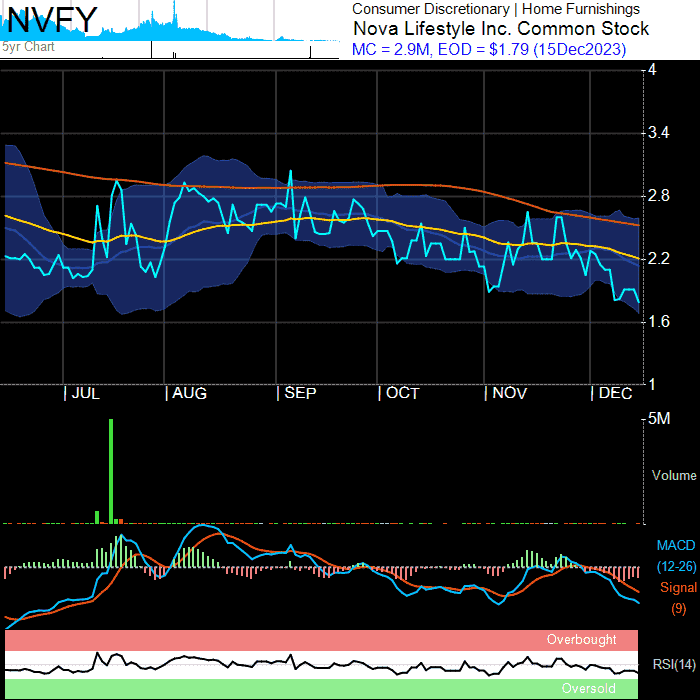 NVFY
5yr Chart
Consumer Discretionary | Home Furnishings
Nova Lifestyle Inc. Common Stock
MC = 2.9M, EOD = $1.79 (15Dec2023)
4
3.4
2.8
2.2
1.6
1
| JUL | AUG | SEP | OCT | NOV | DEC
5M
Volume
MACD
(12-26)
Signal
(9)
Overbought
RSI(14)
Oversold